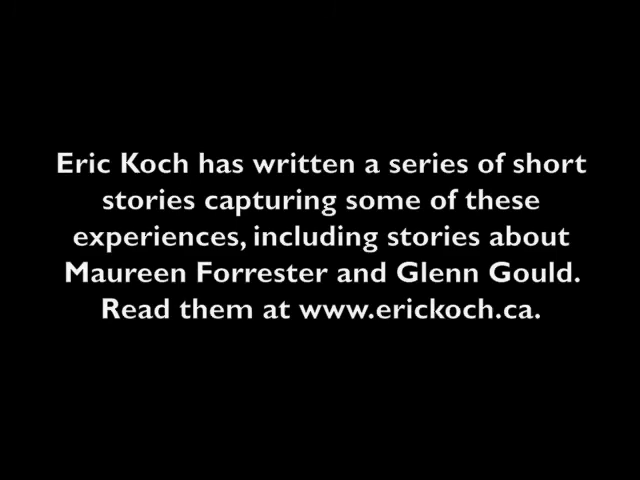 Eric Koch has written a series of short
stories capturing some of these
experiences, including stories about
Maureen Forrester and Glenn Gould.
Read them at www.erickoch.ca.